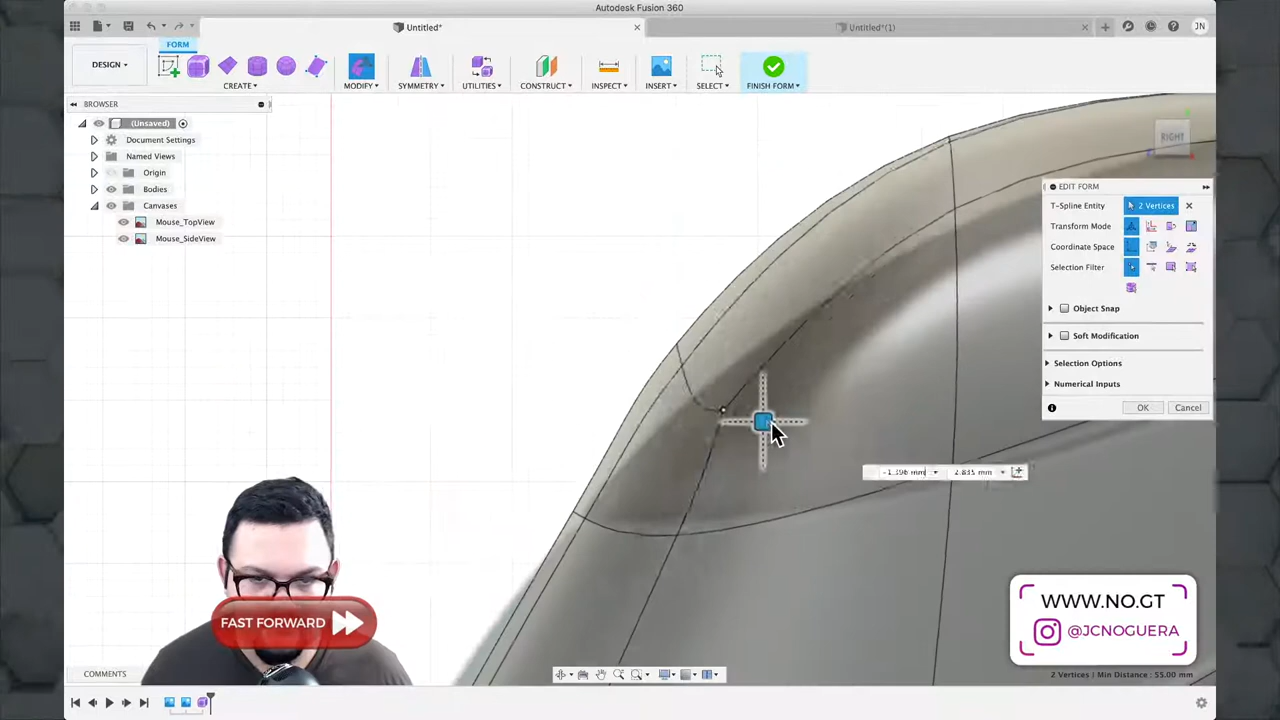 Autodesk Fusion 360
Untitled*
Untitled*(1)
JN
FORM
DESIGN
CREATE
MODIFY
SYMMETRY
UTILITIES
CONSTRUCT
INSPECT
INSERT
SELECT
FINISH FORM
BROWSER
(Unsaved)
Document Settings
Named Views
Origin
Bodies
Canvases
Mouse_TopView
Mouse_SideView
RIGHT
EDIT FORM
T-Spline Entity 2 Vertices
Transform Mode
Coordinate Space
Selection Filter
Object Snap
Soft Modification
Selection Options
Numerical Inputs
OK Cancel
-1.396 mm 2.835 mm
FAST FORWARD
WWW.NO.GT
@JCNOGUERA
COMMENTS
2 Vertices | Min Distance : 55.00 mm